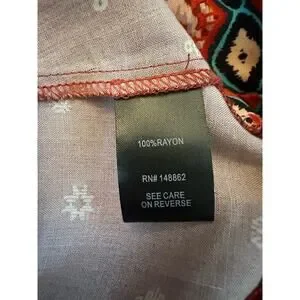 100%RAYON
RN# 148862
SEE CARE
ON REVERSE